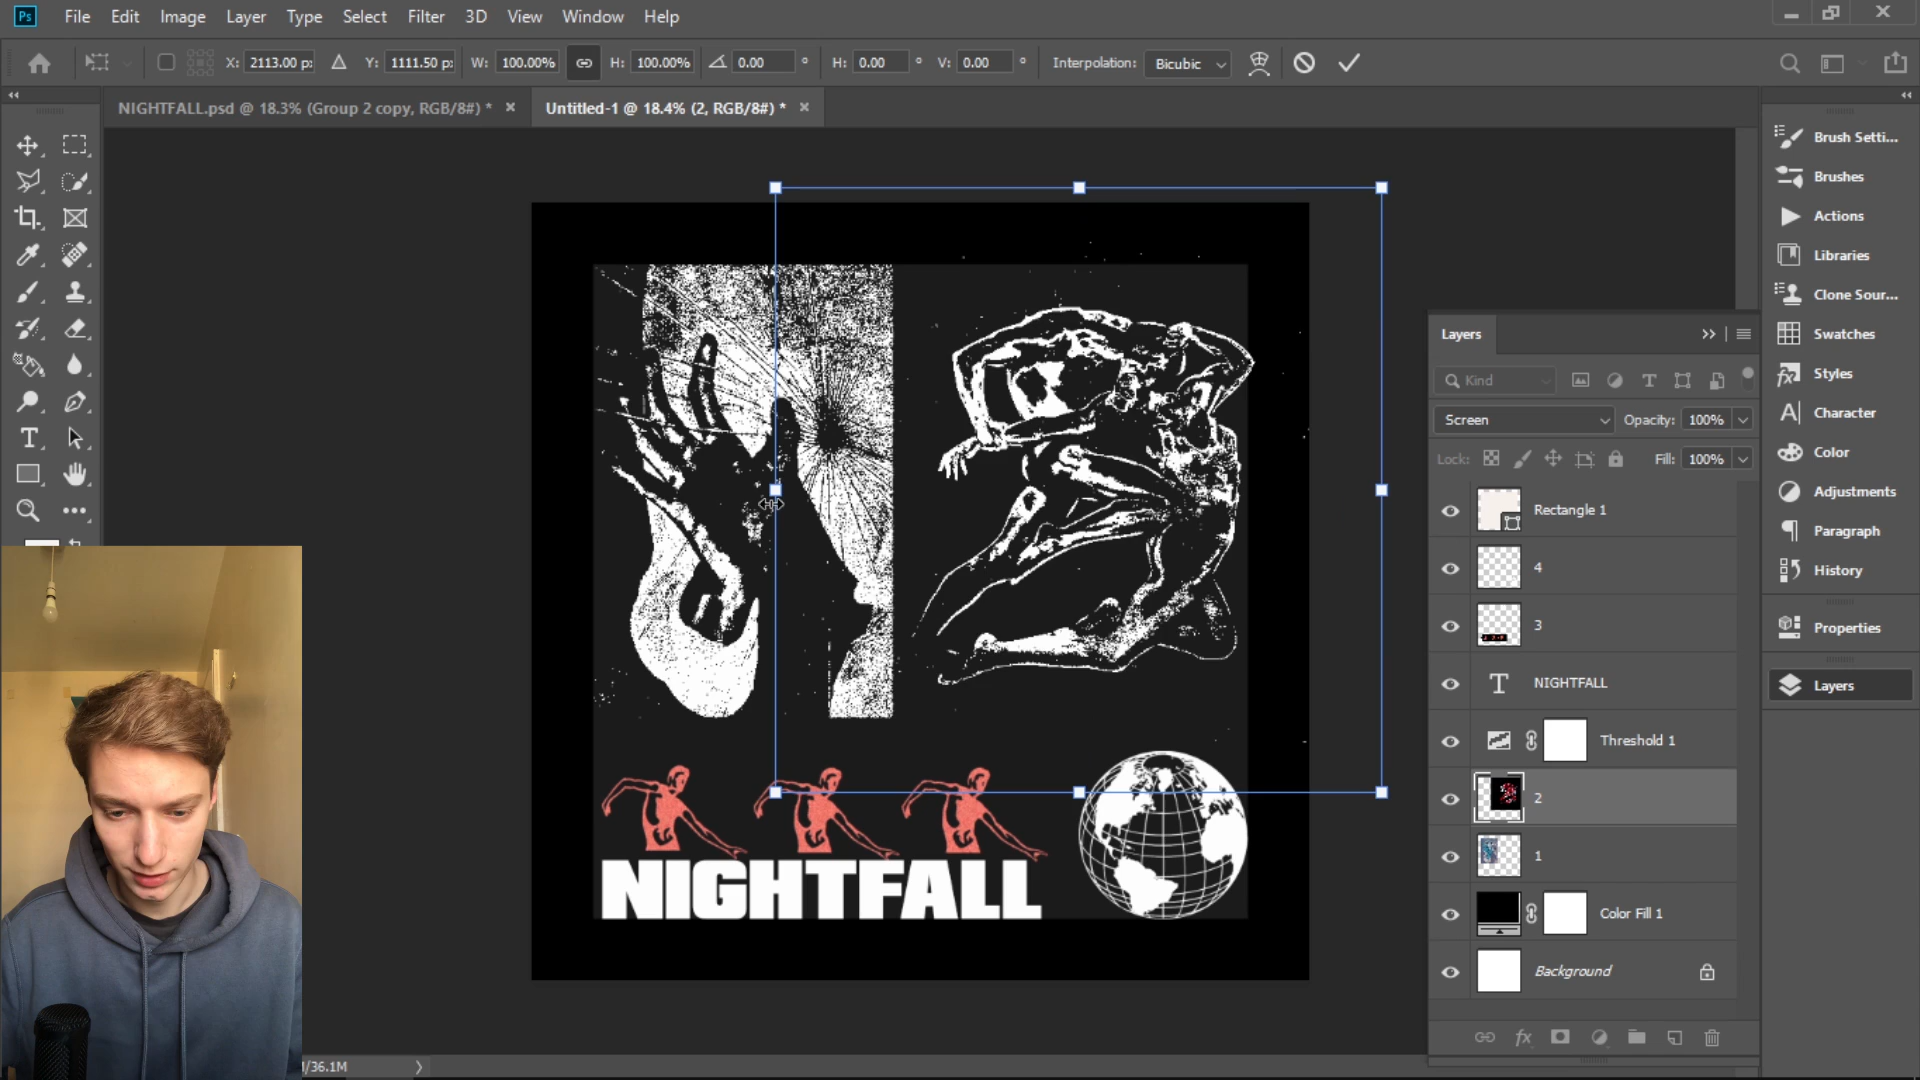 Ps File Edit Image Layer Type Select Filter 3D View Window Help
X: 2113.00 p: Y: 1111.50 p: W: 100.00% H: 100.00% 0.00 ° H: 0.00 ° V: 0.00 ° Interpolation: Bicubic
NIGHTFALL.psd @ 18.3% (Group 2 copy, RGB/8#) * × Untitled-1 @ 18.4% (2, RGB/8#) * ×
Brush Setti...
Brushes
Actions
Libraries
Clone Sour...
Swatches
Styles
Character
Color
Adjustments
Paragraph
History
Properties
Layers
Layers
Kind
Screen Opacity: 100%
Lock: Fill: 100%
Rectangle 1
4
3
NIGHTFALL
Threshold 1
2
1
Color Fill 1
Background
NIGHTFALL
/36.1M